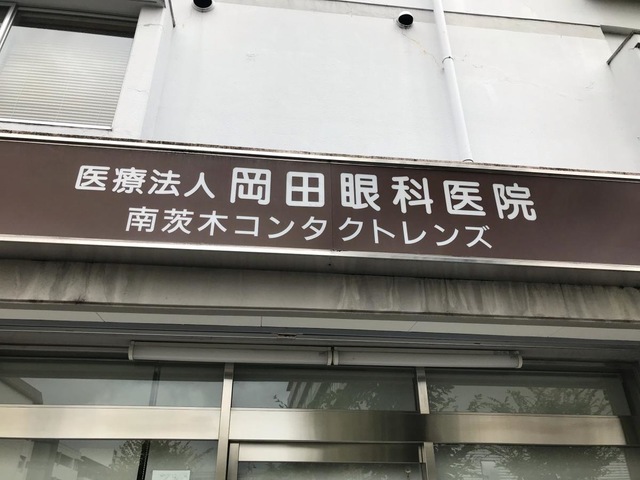 医療法人 岡田眼科医院
南茨木コンタクトレンズ